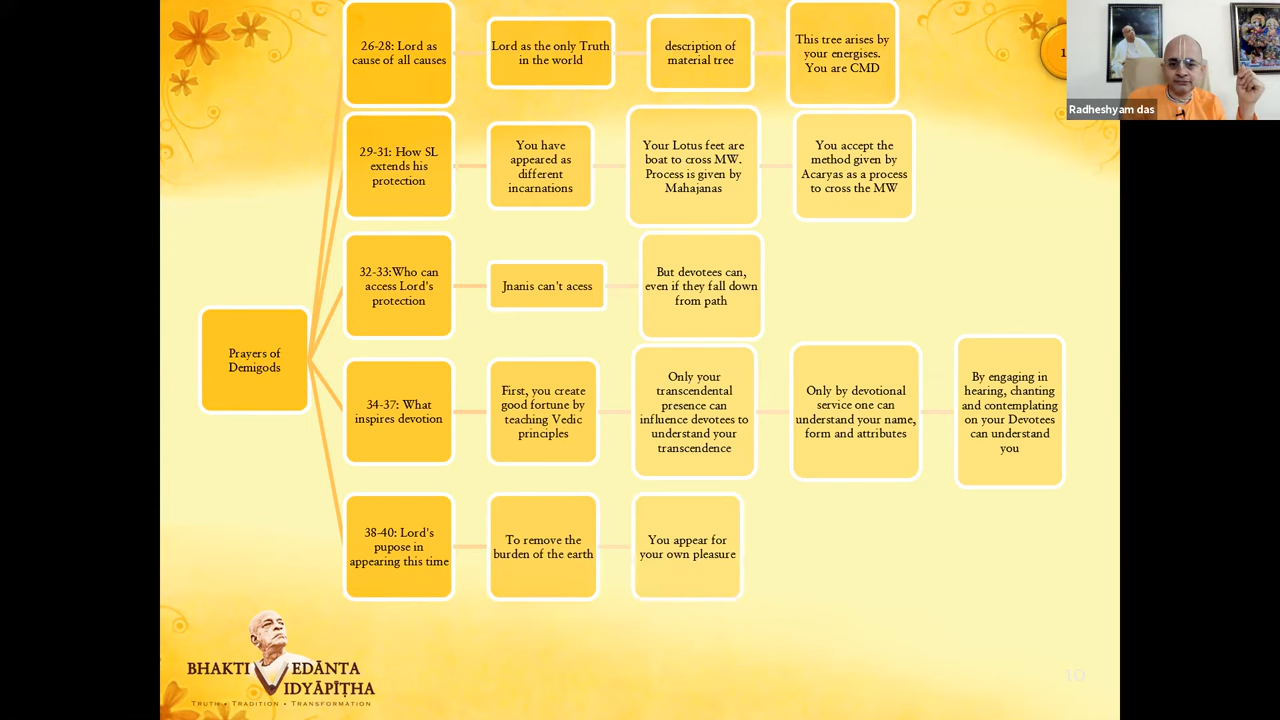 26-28: Lord as
cause of all causes
Lord as the only Truth
in the world
description of
material tree
This tree arises by
your energises.
You are CMD
1
Radheshyam das
29-31: How SL
extends his
protection
You have
appeared as
different
incarnations
Your Lotus feet are
boat to cross MW.
Process is given by
Mahajanas
You accept the
method given by
Acaryas as a process
to cross the MW
32-33:Who can
access Lord's
protection
Jnanis can't acess
But devotees can,
even if they fall down
from path
Prayers of
Demigods
34-37: What
inspires devotion
First, you create
good fortune by
teaching Vedic
principles
Only your
transcendental
presence can
influence devotees to
understand your
transcendence
Only by devotional
service one can
understand your name,
form and attributes
By engaging in
hearing, chanting
and contemplating
on your Devotees
can understand
you
38-40: Lord's
pupose in
appearing this time
To remove the
burden of the earth
You appear for
your own pleasure
BHAKTI VEDĀNTA
VIDYĀPĪṬHA
TRUTH • TRADITION • TRANSFORMATION
10